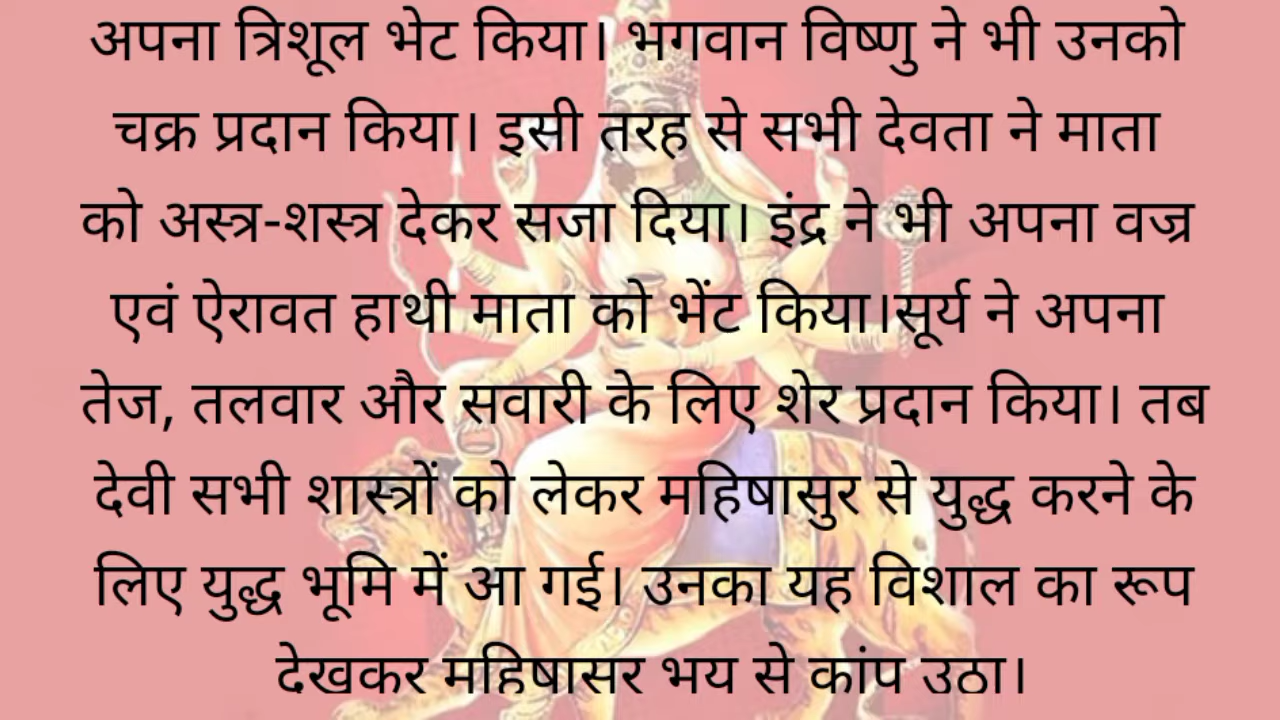 अपना त्रिशूल भेट किया। भगवान विष्णु ने भी उनको
चक्र प्रदान किया। इसी तरह से सभी देवता ने माता
को अस्त्र-शस्त्र देकर सजा दिया। इंद्र ने भी अपना वज्र
एवं ऐरावत हाथी माता को भेंट किया।सूर्य ने अपना
तेज, तलवार और सवारी के लिए शेर प्रदान किया। तब
देवी सभी शास्त्रों को लेकर महिषासुर से युद्ध करने के
लिए युद्ध भूमि में आ गई। उनका यह विशाल का रूप
देखकर महिषासुर भय से कांप उठा।